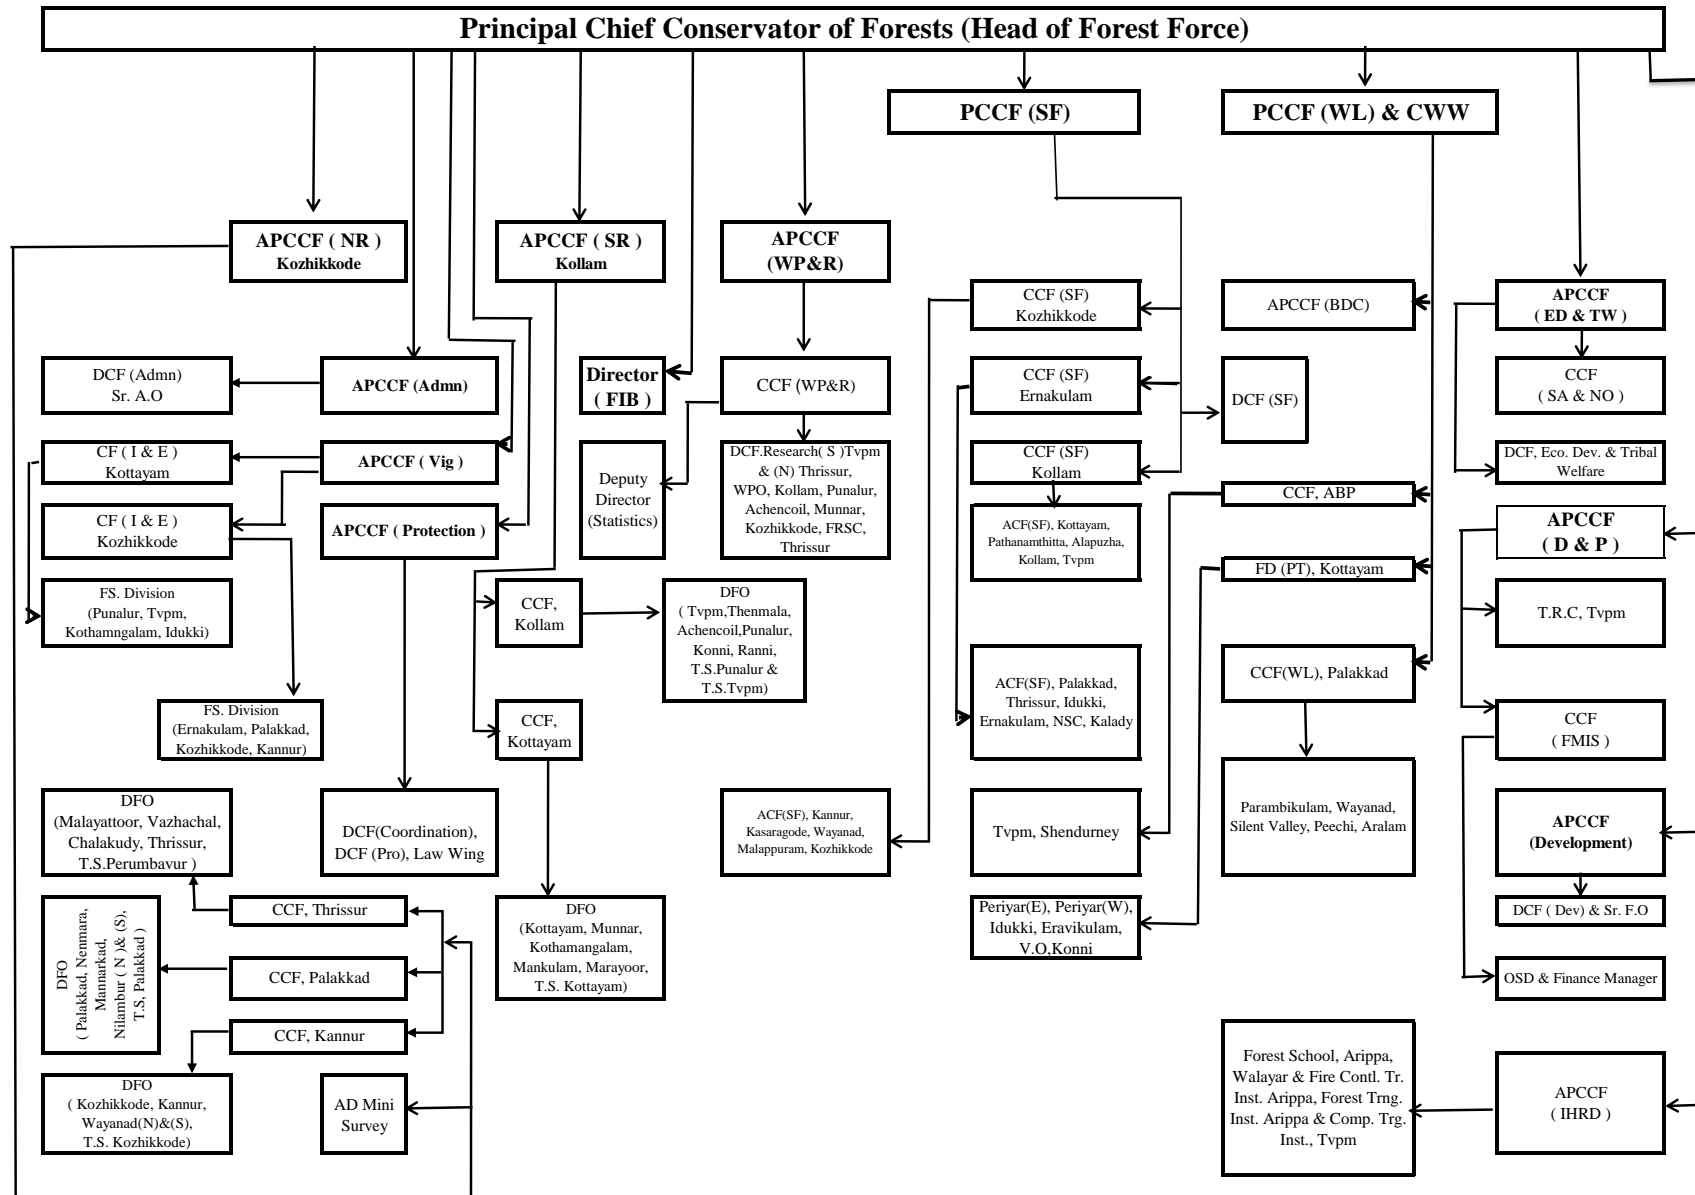 Principal Chief Conservator of Forests (Head of Forest Force)
PCCF (SF)
PCCF (WL) & CWW
APCCF ( NR )
Kozhikkode
APCCF ( SR )
Kollam
APCCF
(WP&R)
CCF (SF)
Kozhikkode
APCCF (BDC)
APCCF
( ED & TW )
DCF (Admn)
Sr. A.O
APCCF (Admn)
Director
( FIB )
CCF (WP&R)
CCF (SF)
Ernakulam
DCF (SF)
CCF
( SA & NO )
CF ( I & E )
Kottayam
APCCF ( Vig )
Deputy
Director
(Statistics)
DCF.Research( S )Tvpm
& (N) Thrissur,
WPO, Kollam, Punalur,
Achencoil, Munnar,
Kozhikkode, FRSC,
Thrissur
CCF (SF)
Kollam
DCF, Eco. Dev. & Tribal
Welfare
CCF, ABP
CF ( I & E )
Kozhikkode
APCCF ( Protection )
ACF(SF), Kottayam,
Pathanamthitta, Alapuzha,
Kollam, Tvpm
APCCF
( D & P )
FD (PT), Kottayam
FS. Division
(Punalur, Tvpm,
Kothamngalam, Idukki)
CCF,
Kollam
DFO
( Tvpm,Thenmala,
Achencoil,Punalur,
Konni, Ranni,
T.S.Punalur &
T.S.Tvpm)
T.R.C, Tvpm
ACF(SF), Palakkad,
Thrissur, Idukki,
Ernakulam, NSC, Kalady
CCF(WL), Palakkad
FS. Division
(Ernakulam, Palakkad,
Kozhikkode, Kannur)
CCF,
Kottayam
CCF
( FMIS )
DFO
(Malayattoor, Vazhachal,
Chalakudy, Thrissur,
T.S.Perumbavur )
DCF(Coordination),
DCF (Pro), Law Wing
ACF(SF), Kannur,
Kasaragode, Wayanad,
Malappuram, Kozhikkode
Tvpm, Shendurney
Parambikulam, Wayanad,
Silent Valley, Peechi, Aralam
APCCF
(Development)
DFO
( Palakkad, Nenmara,
Mannarkad,
Nilambur ( N )& (S),
T.S, Palakkad )
CCF, Thrissur
DFO
(Kottayam, Munnar,
Kothamangalam,
Mankulam, Marayoor,
T.S. Kottayam)
Periyar(E), Periyar(W),
Idukki, Eravikulam,
V.O,Konni
DCF ( Dev) & Sr. F.O
CCF, Palakkad
OSD & Finance Manager
CCF, Kannur
Forest School, Arippa,
Walayar & Fire Contl. Tr.
Inst. Arippa, Forest Trng.
Inst. Arippa & Comp. Trg.
Inst., Tvpm
APCCF
( IHRD )
DFO
( Kozhikkode, Kannur,
Wayanad(N)&(S),
T.S. Kozhikkode)
AD Mini
Survey